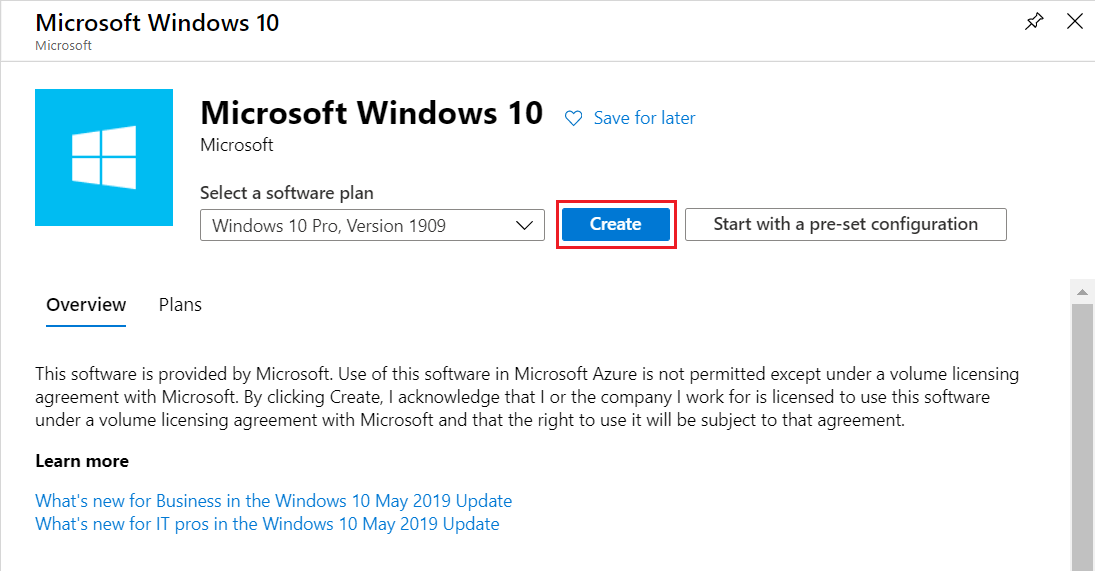 Microsoft Windows 10
Microsoft
Microsoft Windows 10
Save for later
Microsoft
Select a software plan
Windows 10 Pro, Version 1909
Create
Start with a pre-set configuration
Overview
Plans
This software is provided by Microsoft. Use of this software in Microsoft Azure is not permitted except under a volume licensing
agreement with Microsoft. By clicking Create, I acknowledge that I or the company I work for is licensed to use this software
under a volume licensing agreement with Microsoft and that the right to use it will be subject to that agreement.
Learn more
What's new for Business in the Windows 10 May 2019 Update
What's new for IT pros in the Windows 10 May 2019 Update